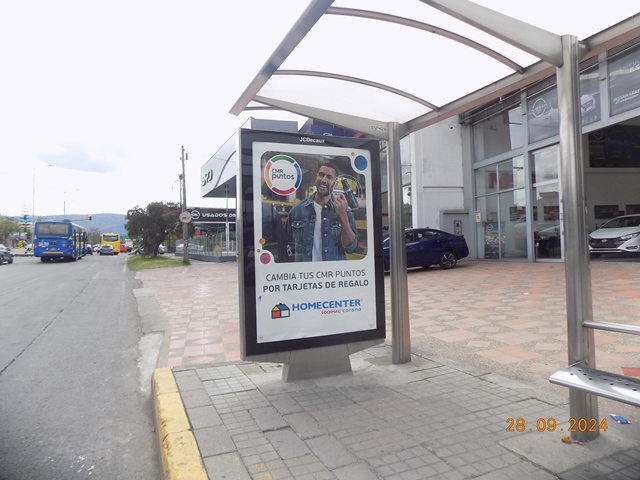 JCDecaux
CMR
puntos
CAMBIA TUS CMR PUNTOS
POR TARJETAS DE REGALO
HOMECENTER
SODIMAC corona
USADOS
28.09.2024